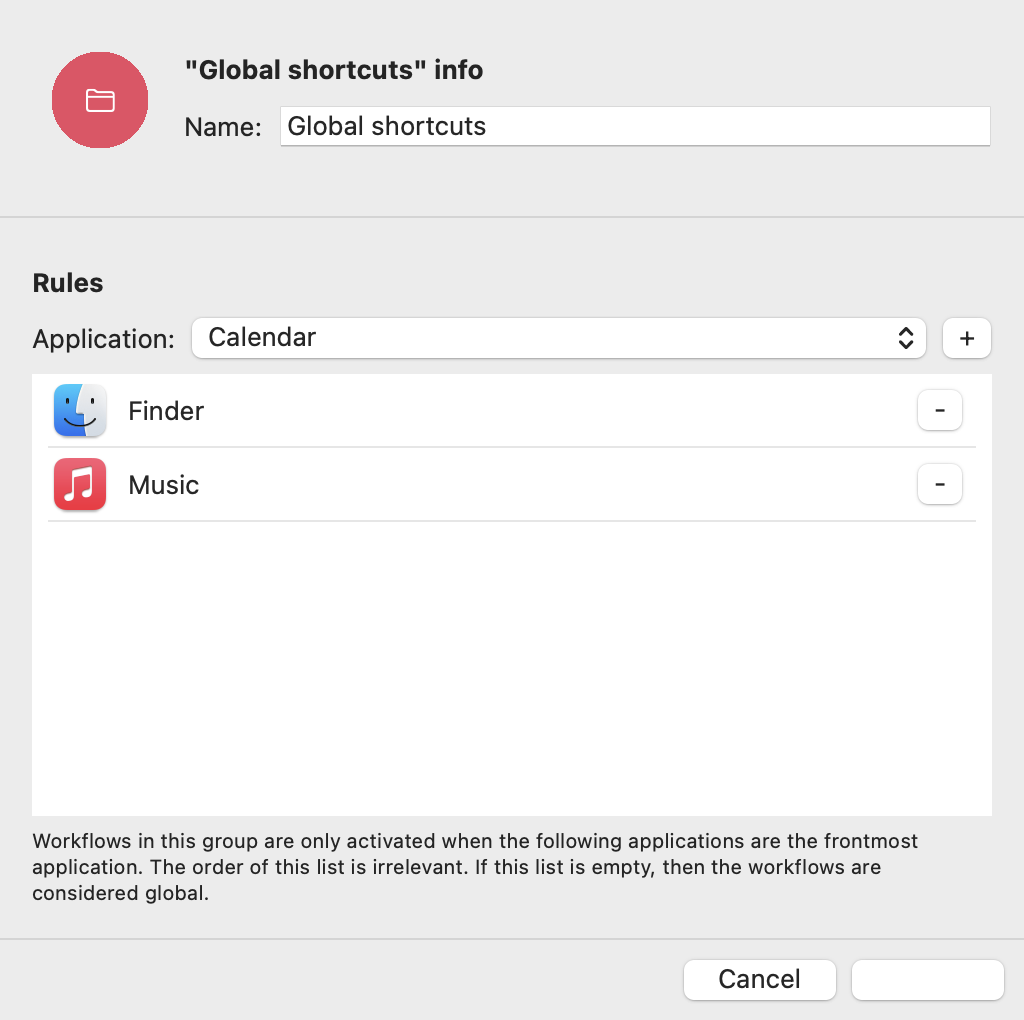 "Global shortcuts" info
Name: Global shortcuts
Rules
Application: Calendar +
Finder -
Music -
Workflows in this group are only activated when the following applications are the frontmost
application. The order of this list is irrelevant. If this list is empty, then the workflows are
considered global.
Cancel